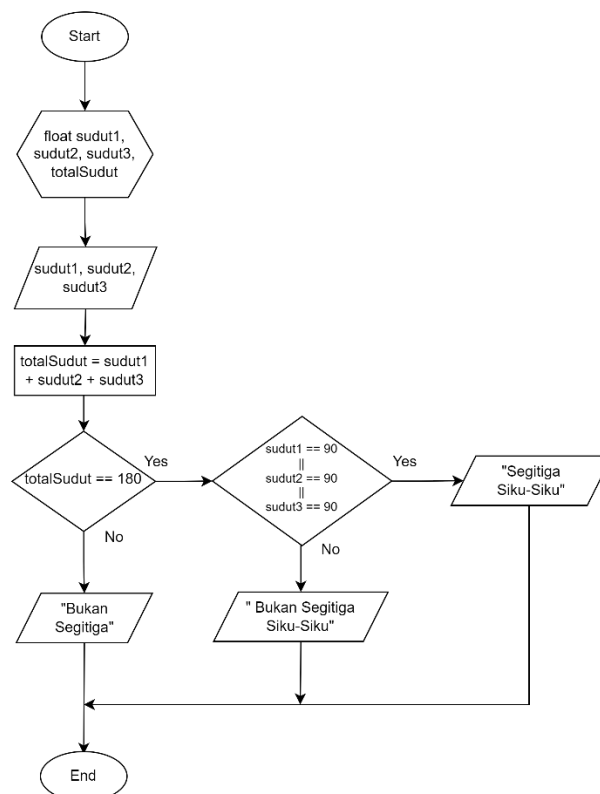 Start
float sudut1,
sudut2, sudut3,
totalSudut
sudut1, sudut2,
sudut3
totalSudut = sudut1
+ sudut2 + sudut3
totalSudut == 180
Yes
No
sudut1 == 90
||
sudut2 == 90
||
sudut3 == 90
Yes
No
"Segitiga
Siku-Siku"
"Bukan
Segitiga"
" Bukan Segitiga
Siku-Siku"
End